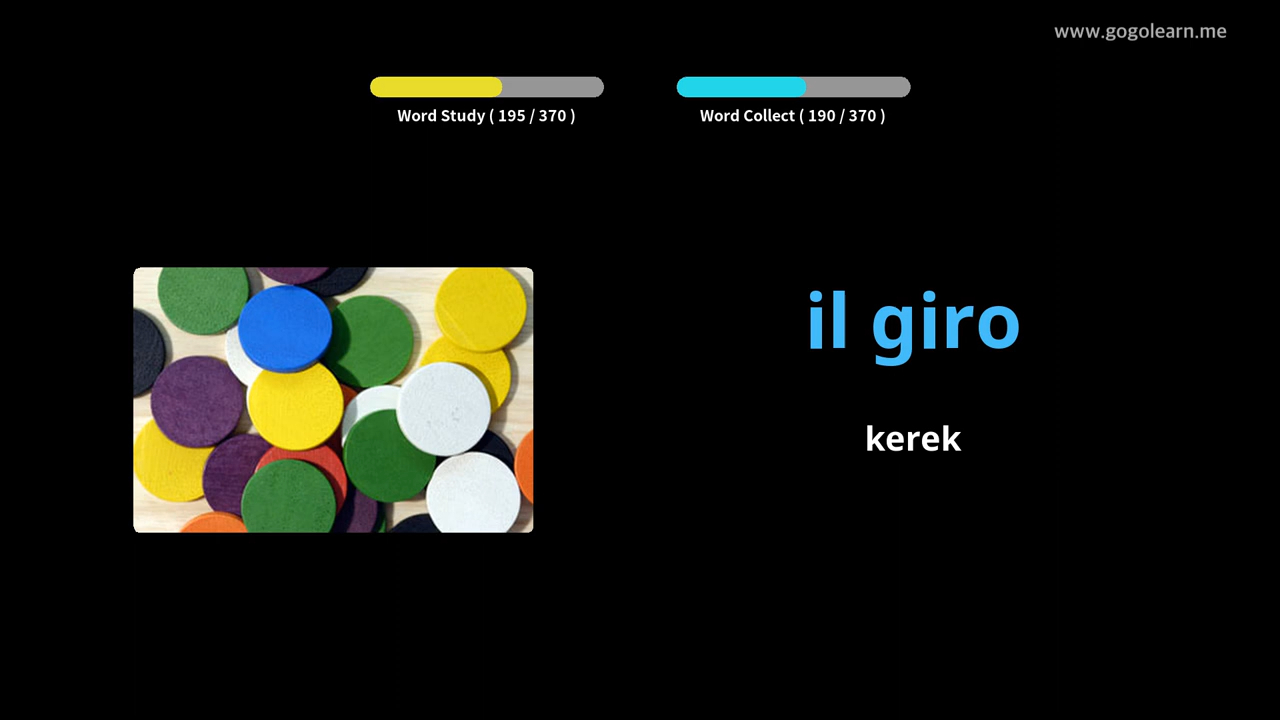 www.gogolearn.me
Word Study ( 195 / 370 )
Word Collect ( 190 / 370 )
il giro
kerek